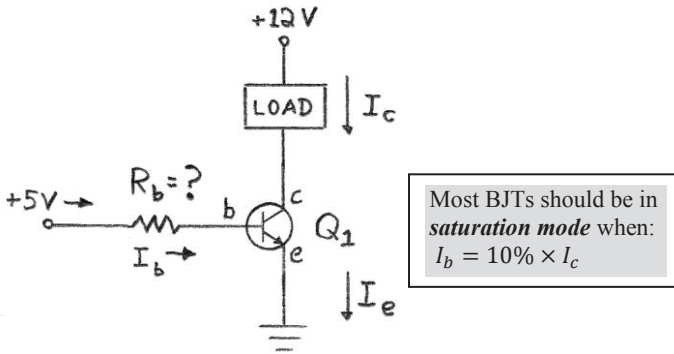 +12V
LOAD
I_c
+5V →
R_b=?
I_b →
b
c
e
Q_1
I_e
Most BJTs should be in
saturation mode when:
I_b = 10% × I_c